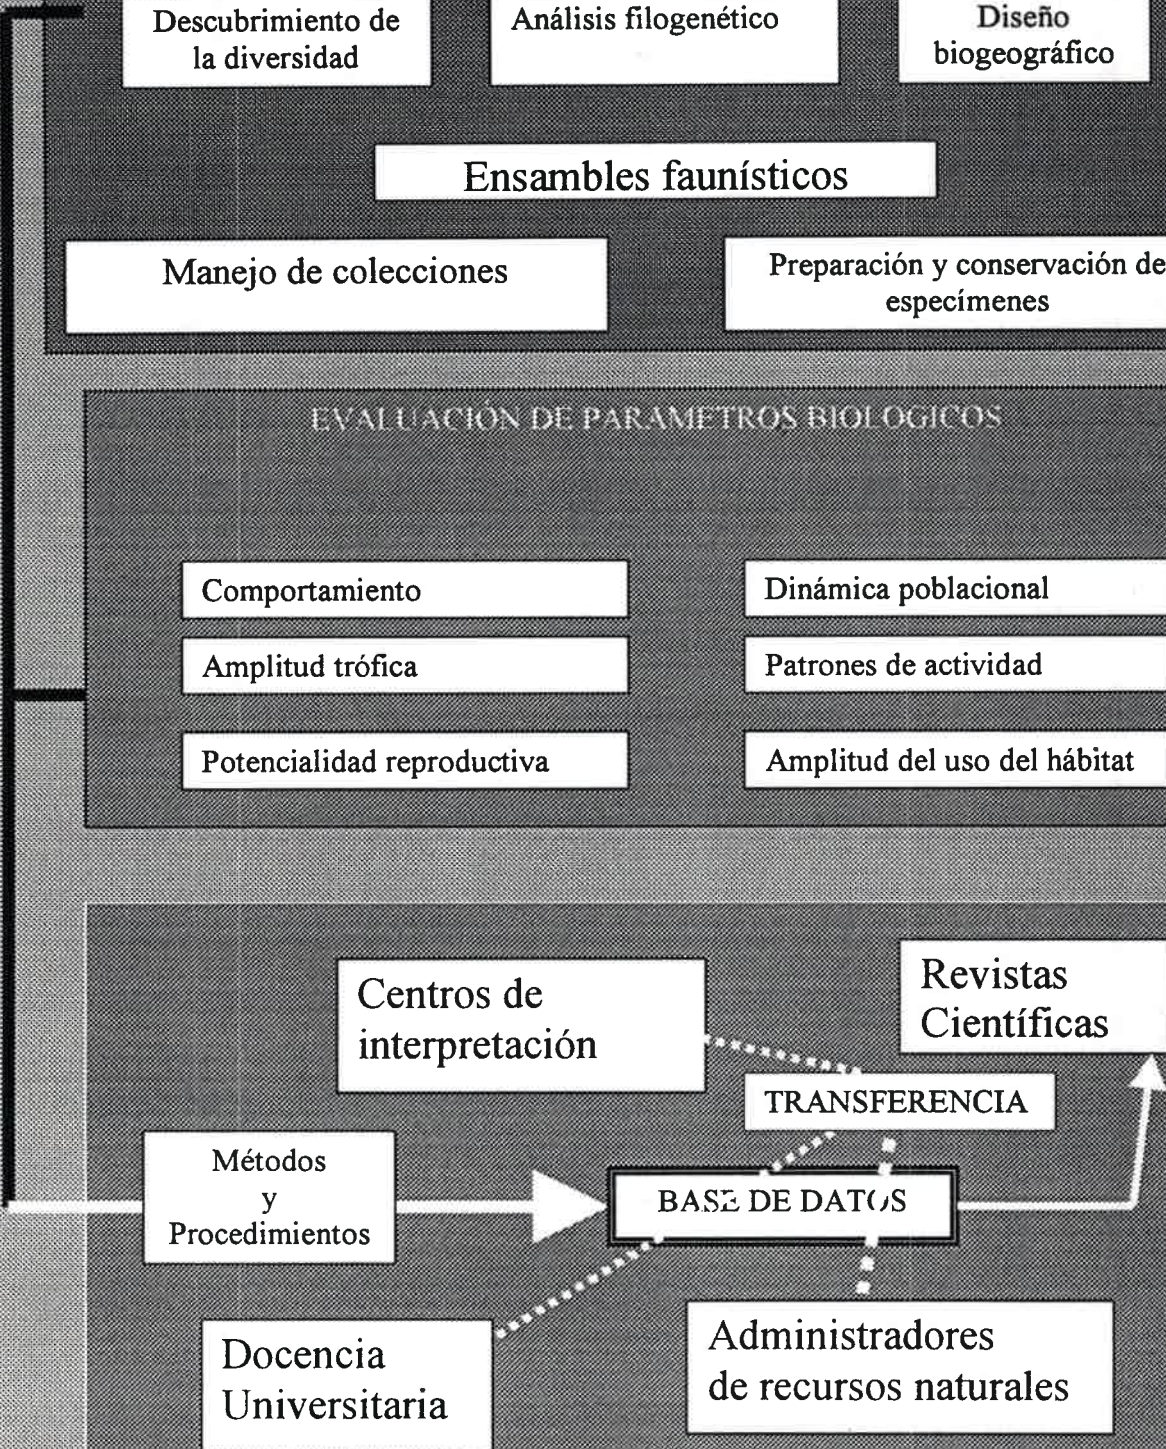 Descubrimiento de
la diversidad
Análisis filogenético
Diseño
biogeográfico
Ensambles faunísticos
Manejo de colecciones
Preparación y conservación de
especímenes
EVALUACIÓN DE PARAMETROS BIOLOGICOS
Comportamiento
Dinámica poblacional
Amplitud trófica
Patrones de actividad
Potencialidad reproductiva
Amplitud del uso del hábitat
Centros de
interpretación
Revistas
Científicas
TRANSFERENCIA
Métodos
y
Procedimientos
BASE DE DATOS
Docencia
Universitaria
Administradores
de recursos naturales